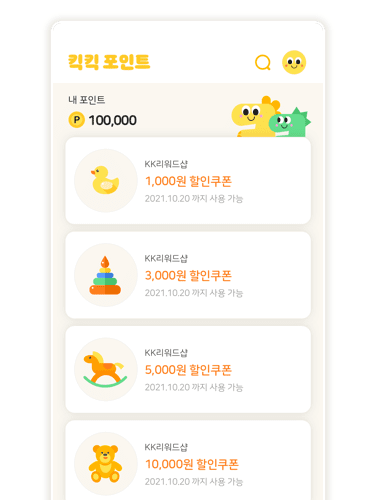 킥킥 포인트
내 포인트
P 100,000
KK리워드샵
1,000원 할인쿠폰
2021.10.20 까지 사용 가능
KK리워드샵
3,000원 할인쿠폰
2021.10.20 까지 사용 가능
KK리워드샵
5,000원 할인쿠폰
2021.10.20 까지 사용 가능
KK리워드샵
10,000원 할인쿠폰
2021.10.20 까지 사용 가능